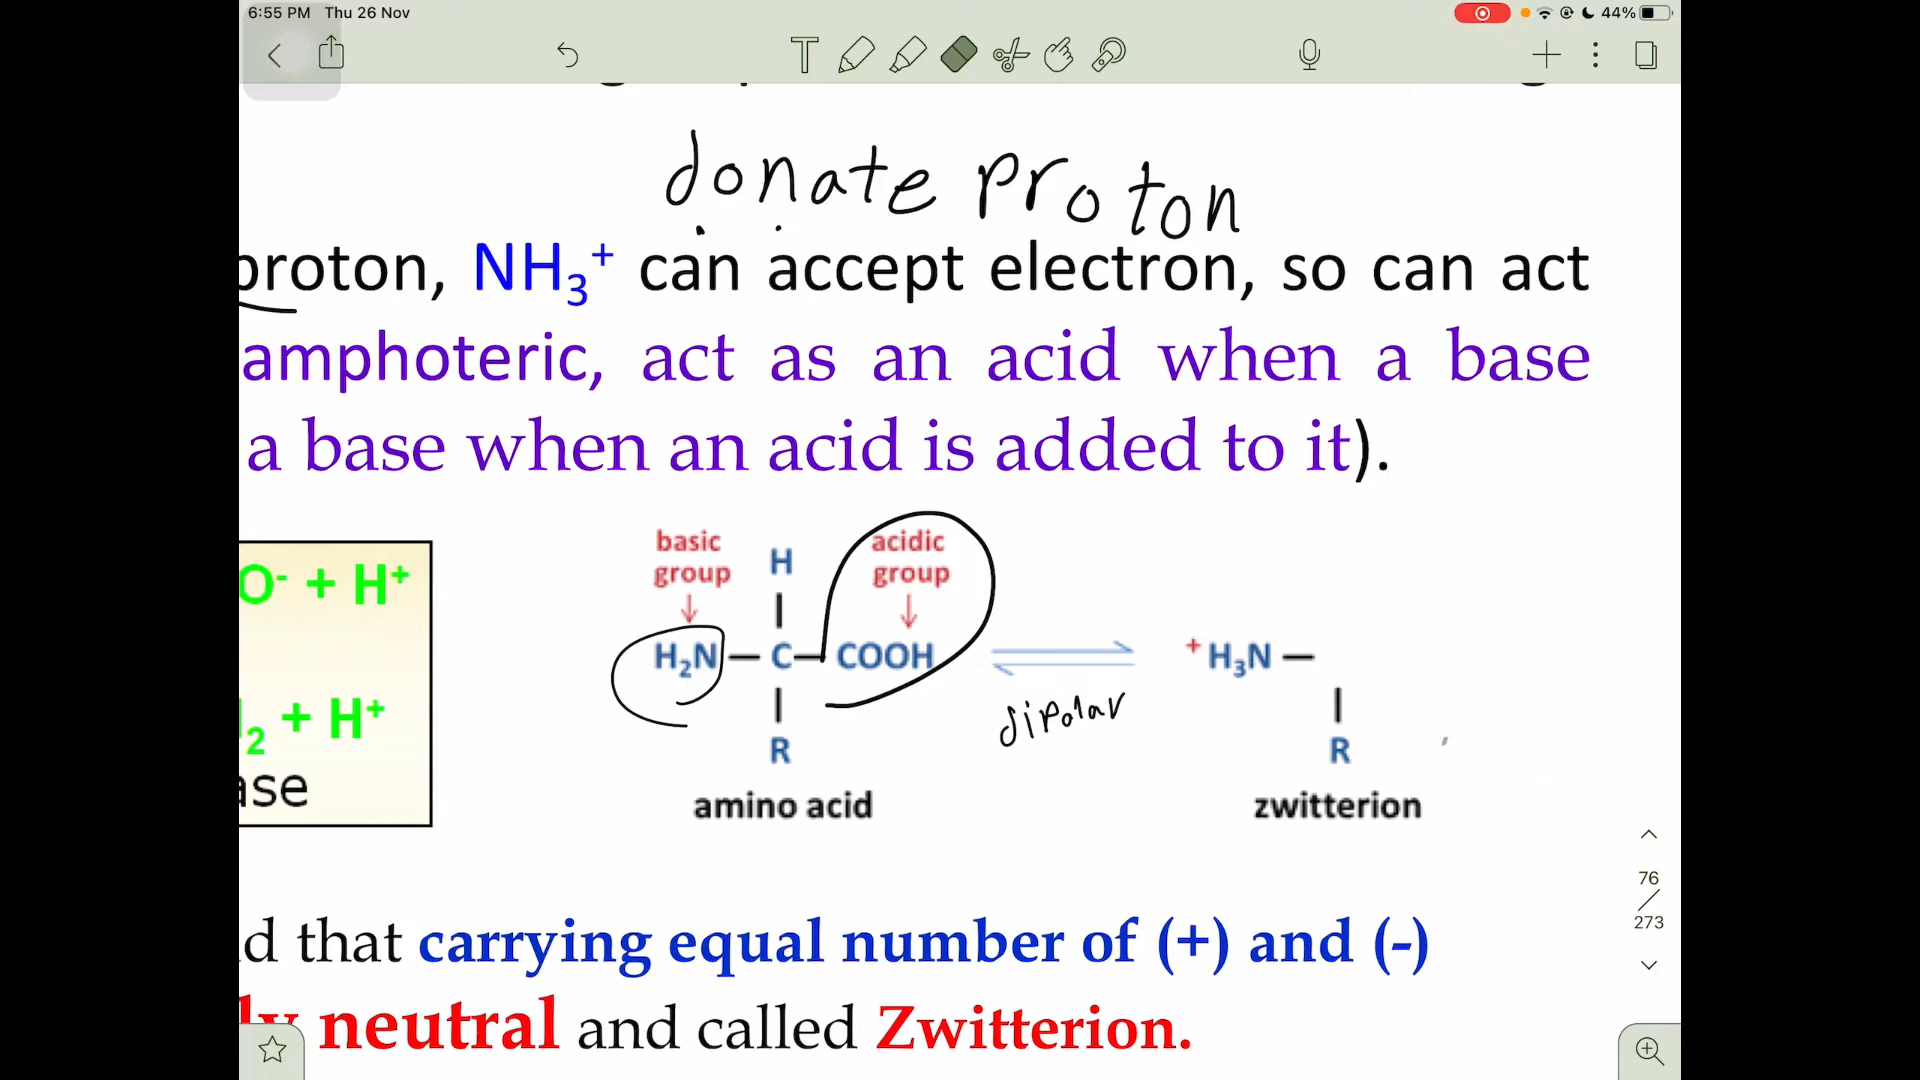 6:55 PM Thu 26 Nov
44%
T
donate proton
proton, NH₃⁺ can accept electron, so can act
amphoteric, act as an acid when a base
a base when an acid is added to it).
basic group
H
acidic group
H₂N — C — COOH
R
amino acid
dipolar
⁺H₃N —
R
zwitterion
O⁻ + H⁺
₂ + H⁺
76
273
that carrying equal number of (+) and (-)
neutral and called Zwitterion.